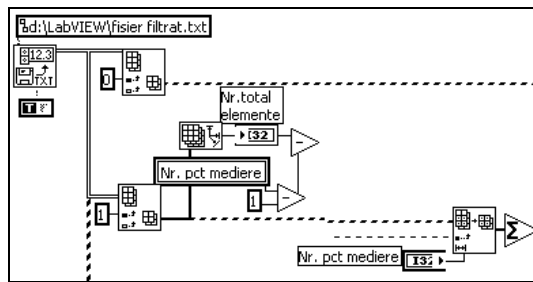 d:\LabVIEW\fisier filtrat.txt
12.3
TXT
T F
0
Nr.total
elemente
I32
Nr. pct mediere
1
1
Nr. pct mediere
I32
Σ